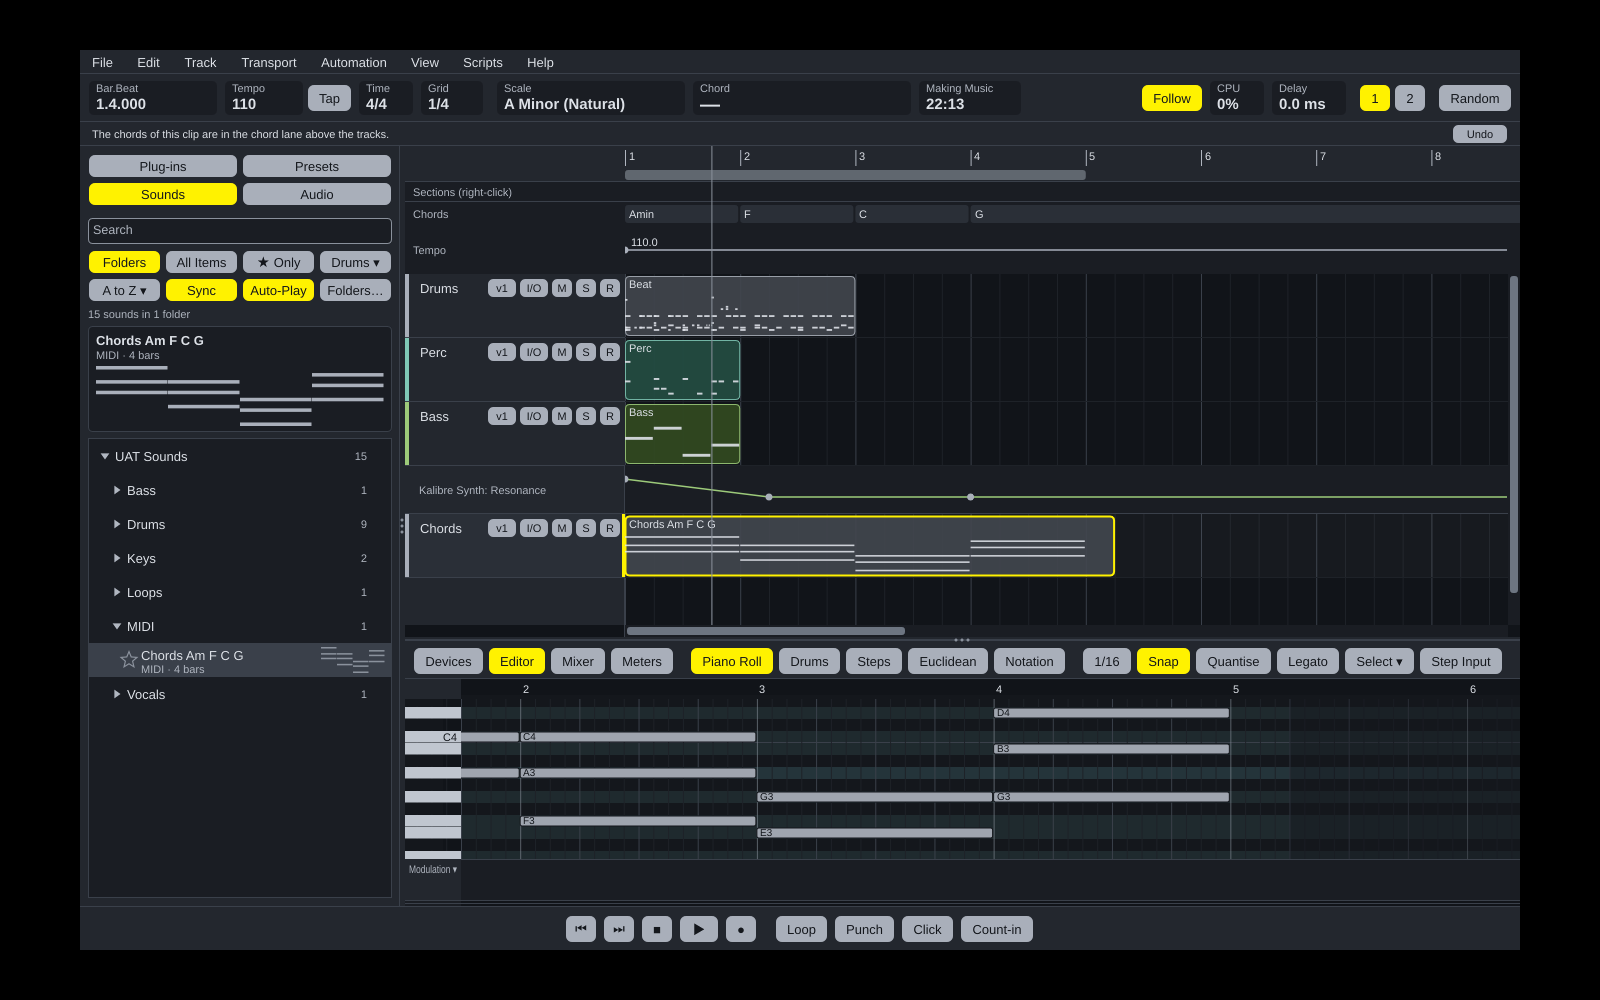 File Edit Track Transport Automation View Scripts Help
Bar.Beat Tempo Time Grid Scale Chord Making Music CPU Delay
1.4.000 110 Tap 4/4 1/4 A Minor (Natural) — 22:13 Follow 0% 0.0 ms 1 2 Random
The chords of this clip are in the chord lane above the tracks. Undo
Plug-ins Presets
Sounds Audio
Search
Folders All Items ★ Only Drums ▾
A to Z ▾ Sync Auto-Play Folders…
15 sounds in 1 folder
Chords Am F C G
MIDI · 4 bars
UAT Sounds 15
Bass 1
Drums 9
Keys 2
Loops 1
MIDI 1
Chords Am F C G
MIDI · 4 bars
Vocals 1
1 2 3 4 5 6 7 8
Sections (right-click)
Chords Amin F C G
Tempo 110.0
Drums v1 I/O M S R Beat
Perc v1 I/O M S R Perc
Bass v1 I/O M S R Bass
Kalibre Synth: Resonance
Chords v1 I/O M S R Chords Am F C G
Devices Editor Mixer Meters Piano Roll Drums Steps Euclidean Notation 1/16 Snap Quantise Legato Select ▾ Step Input
2 3 4 5 6
D4
C4 C4
B3
A3
G3 G3
F3
E3
Modulation ▾
Loop Punch Click Count-in